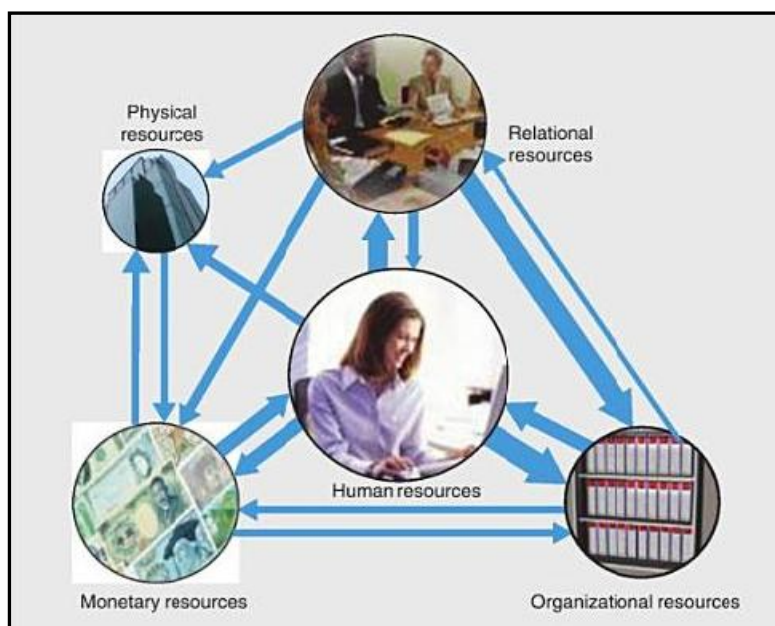 Physical
resources
Relational
resources
Human resources
Monetary resources
Organizational resources